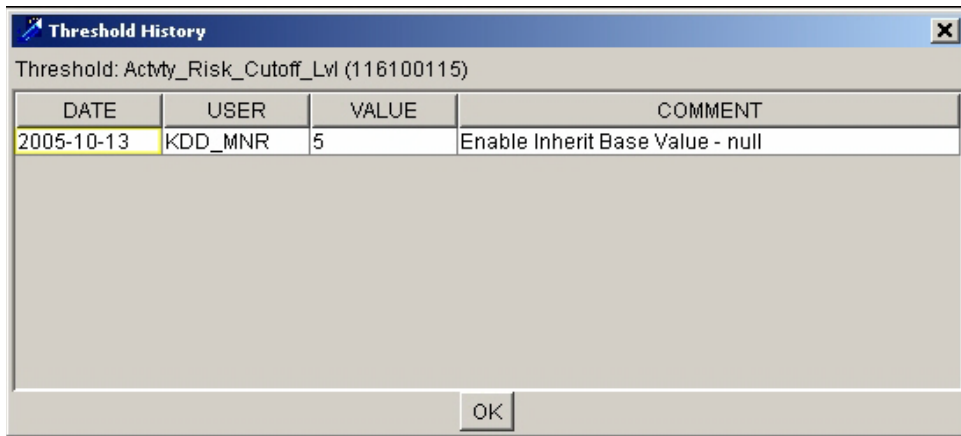 Threshold History
Threshold: Actvty_Risk_Cutoff_Lvl (116100115)
DATE USER VALUE COMMENT
2005-10-13 KDD_MNR 5 Enable Inherit Base Value - null
OK